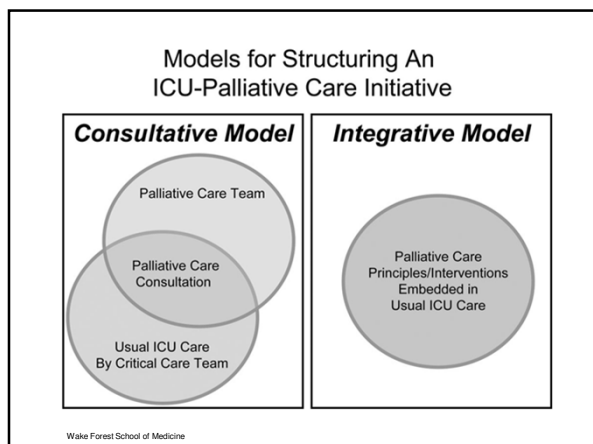 Models for Structuring An
ICU-Palliative Care Initiative
Consultative Model
Palliative Care Team
Palliative Care
Consultation
Usual ICU Care
By Critical Care Team
Integrative Model
Palliative Care
Principles/Interventions
Embedded in
Usual ICU Care
Wake Forest School of Medicine